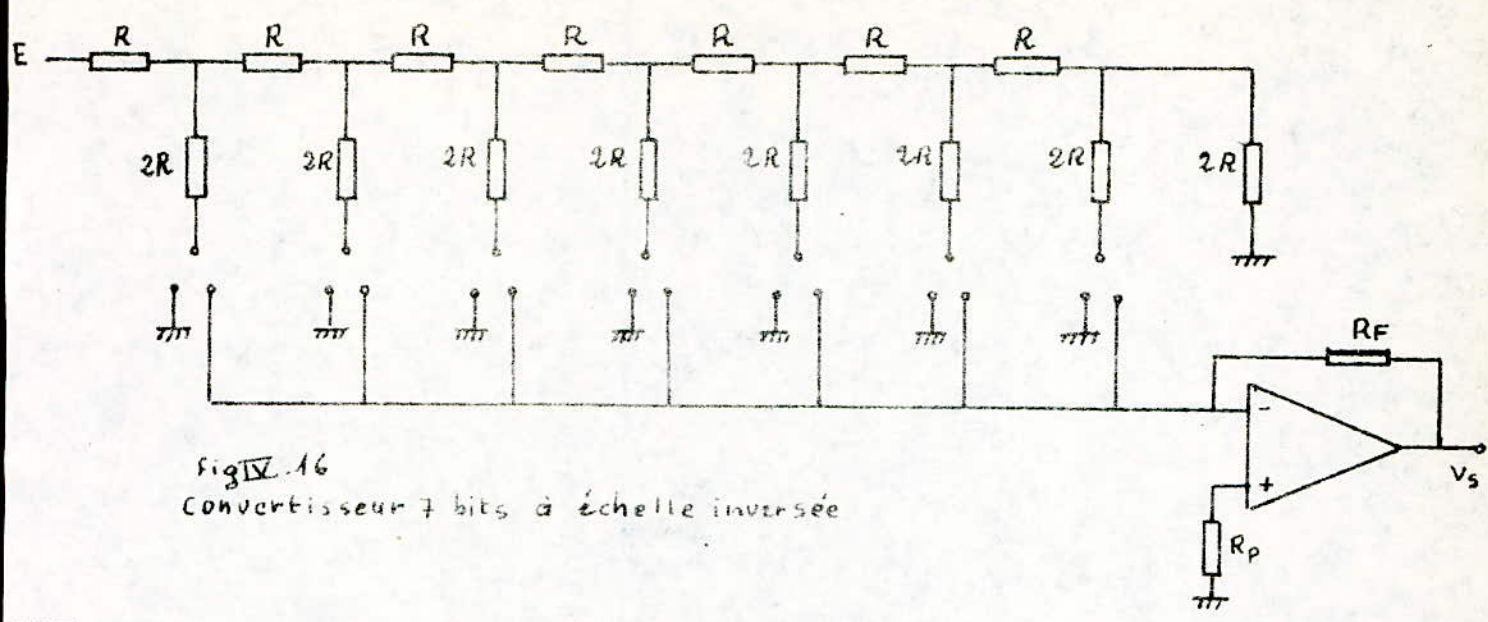 R R R R R R R
E
2R 2R 2R 2R 2R 2R 2R 2R
RF
-
+
Vs
Rp
Fig IV.16
Convertisseur 7 bits à échelle inversée